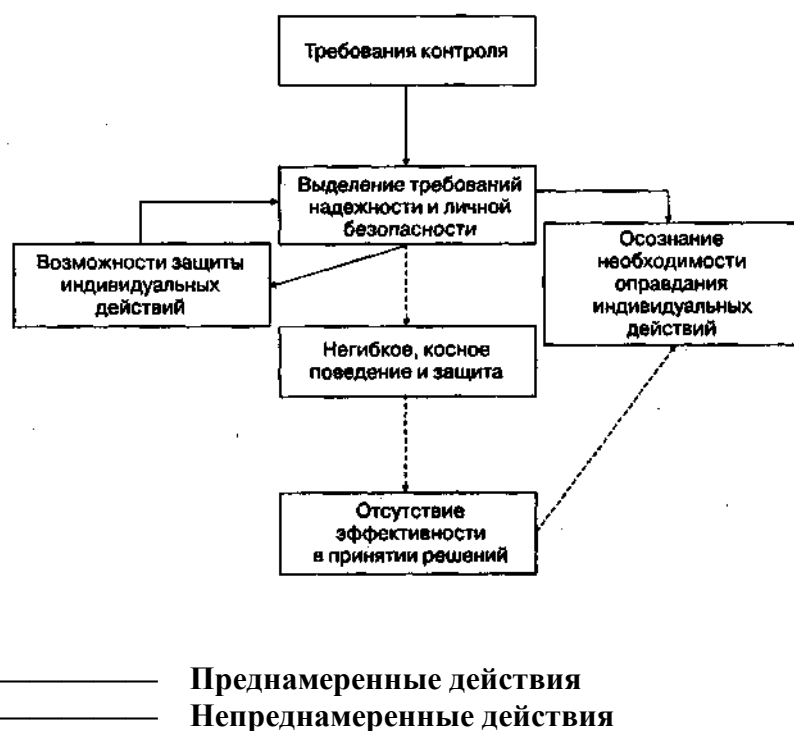 Требования контроля
Выделение требований
надежности и личной
безопасности
Возможности защиты
индивидуальных
действий
Осознание
необходимости
оправдания
индивидуальных
действий
Негибкое, косное
поведение и защита
Отсутствие
эффективности
в принятии решений
Преднамеренные действия
Непреднамеренные действия